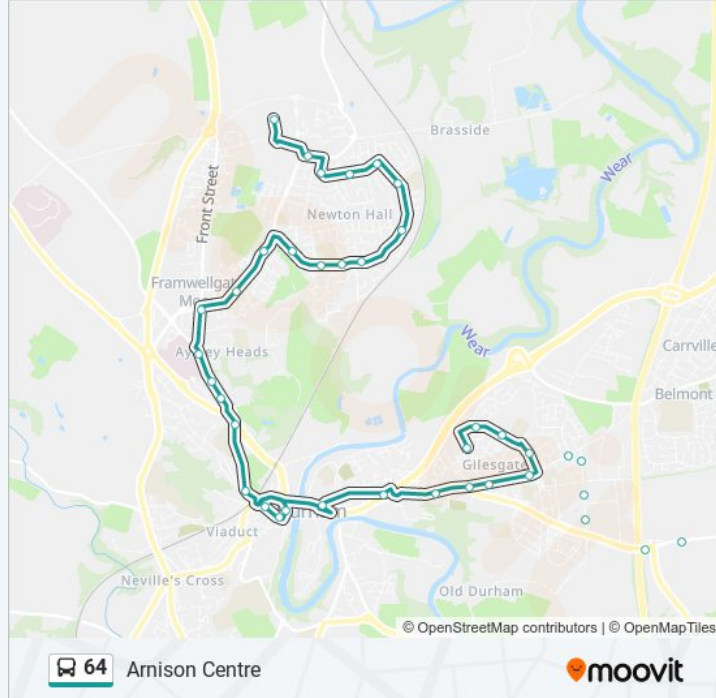 Brasside
Wear
Front Street
Newton Hall
Framwellgate
Wear
Aykley Heads
Carrville
Belmont
Gilesgate
Viaduct
Neville's Cross
Old Durham
© OpenStreetMap contributors | © OpenMapTiles
64 Arnison Centre
moovit